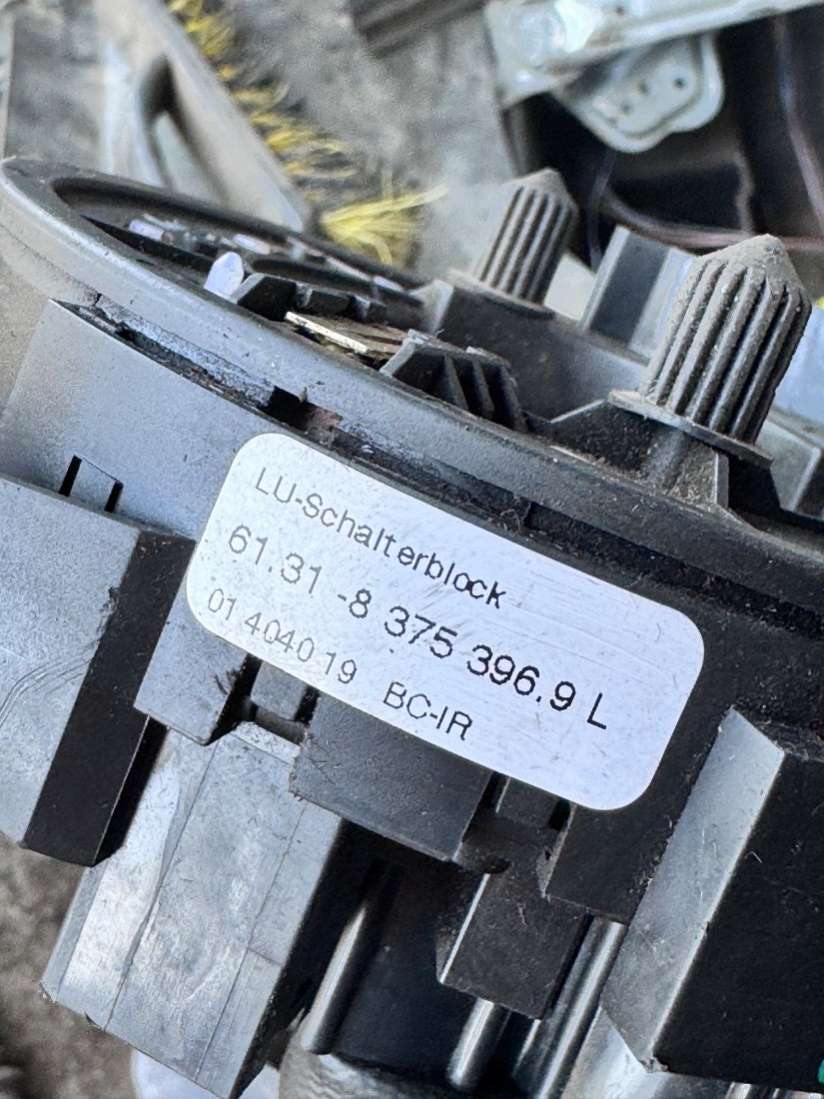 LU-Schalterblock
61.31 -8 375 396.9 L
01 4040 19 BC-IR